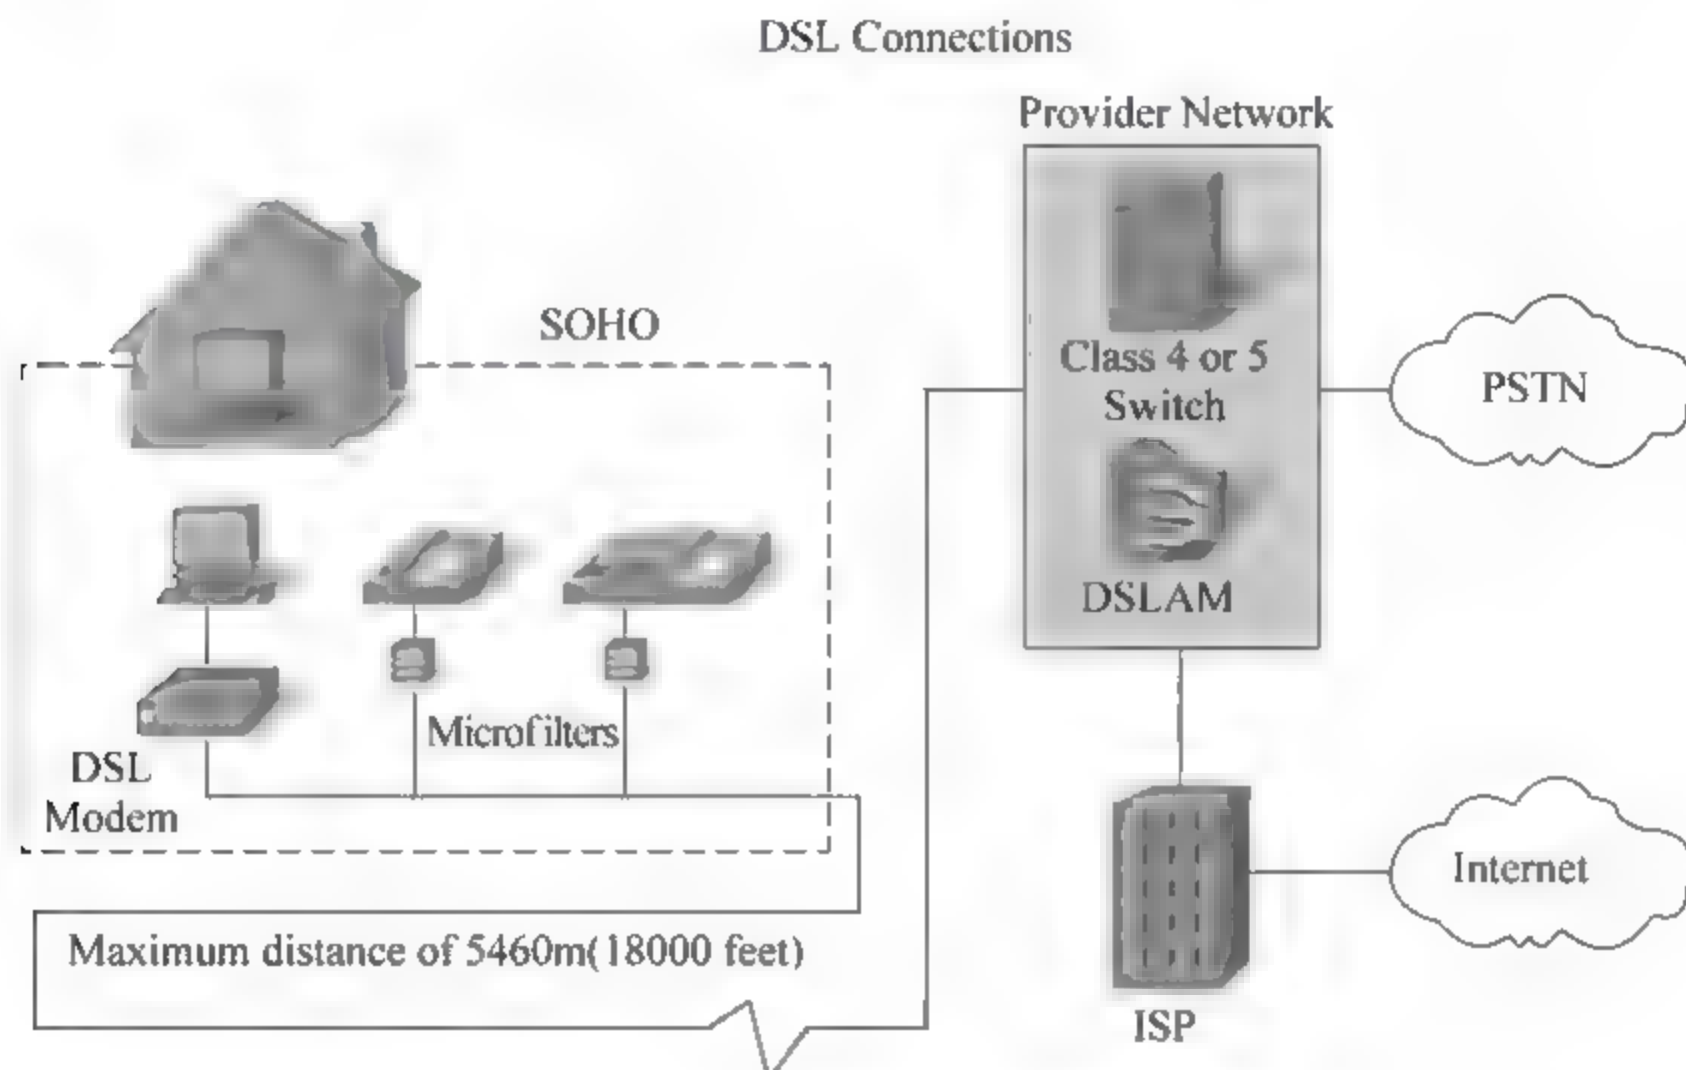 DSL Connections
Provider Network
SOHO
Class 4 or 5
Switch
PSTN
DSLAM
Microfilters
DSL
Modem
Internet
Maximum distance of 5460m(18000 feet)
ISP